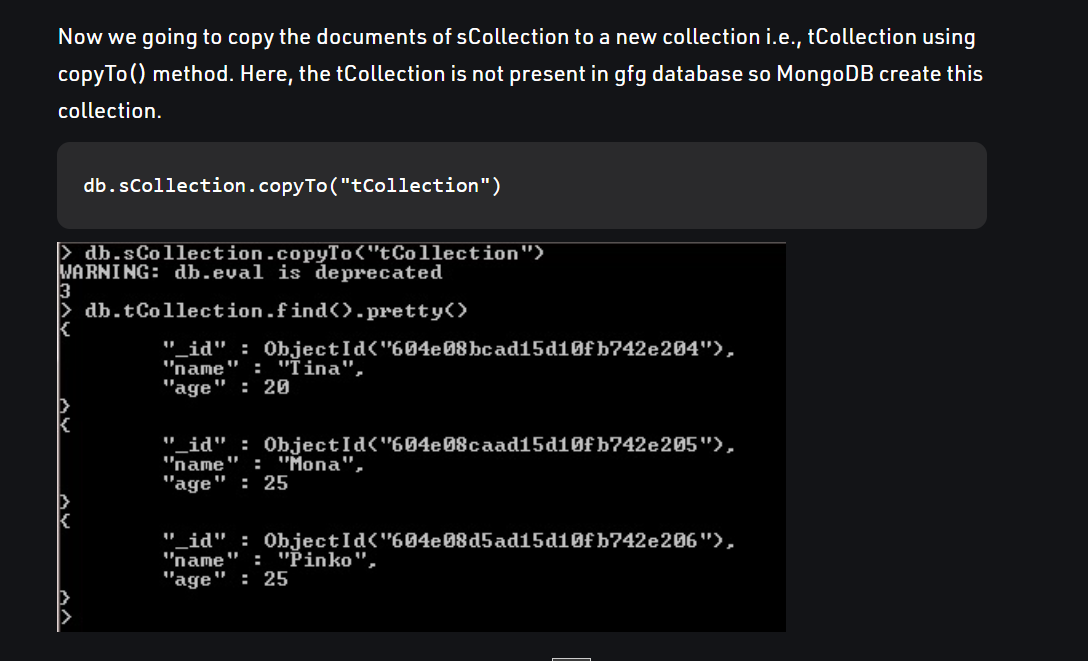 Now we going to copy the documents of sCollection to a new collection i.e., tCollection using
copyTo() method. Here, the tCollection is not present in gfg database so MongoDB create this
collection.
db.sCollection.copyTo("tCollection")
> db.sCollection.copyTo("tCollection")
WARNING: db.eval is deprecated
3
> db.tCollection.find().pretty()
{
"_id" : ObjectId("604e08bcad15d10fb742e204"),
"name" : "Tina",
"age" : 20
}
{
"_id" : ObjectId("604e08caad15d10fb742e205"),
"name" : "Mona",
"age" : 25
}
{
"_id" : ObjectId("604e08d5ad15d10fb742e206"),
"name" : "Pinko",
"age" : 25
}
>